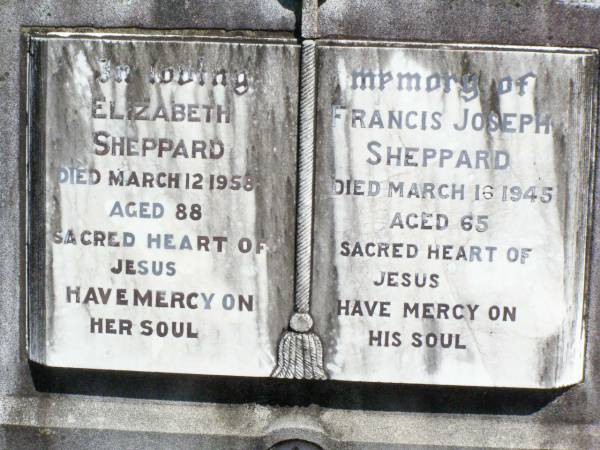 In loving
ELIZABETH
SHEPPARD
DIED MARCH 12 1958
AGED 88
SACRED HEART OF
JESUS
HAVE MERCY ON
HER SOUL
memory of
FRANCIS JOSEPH
SHEPPARD
DIED MARCH 16 1945
AGED 65
SACRED HEART OF
JESUS
HAVE MERCY ON
HIS SOUL